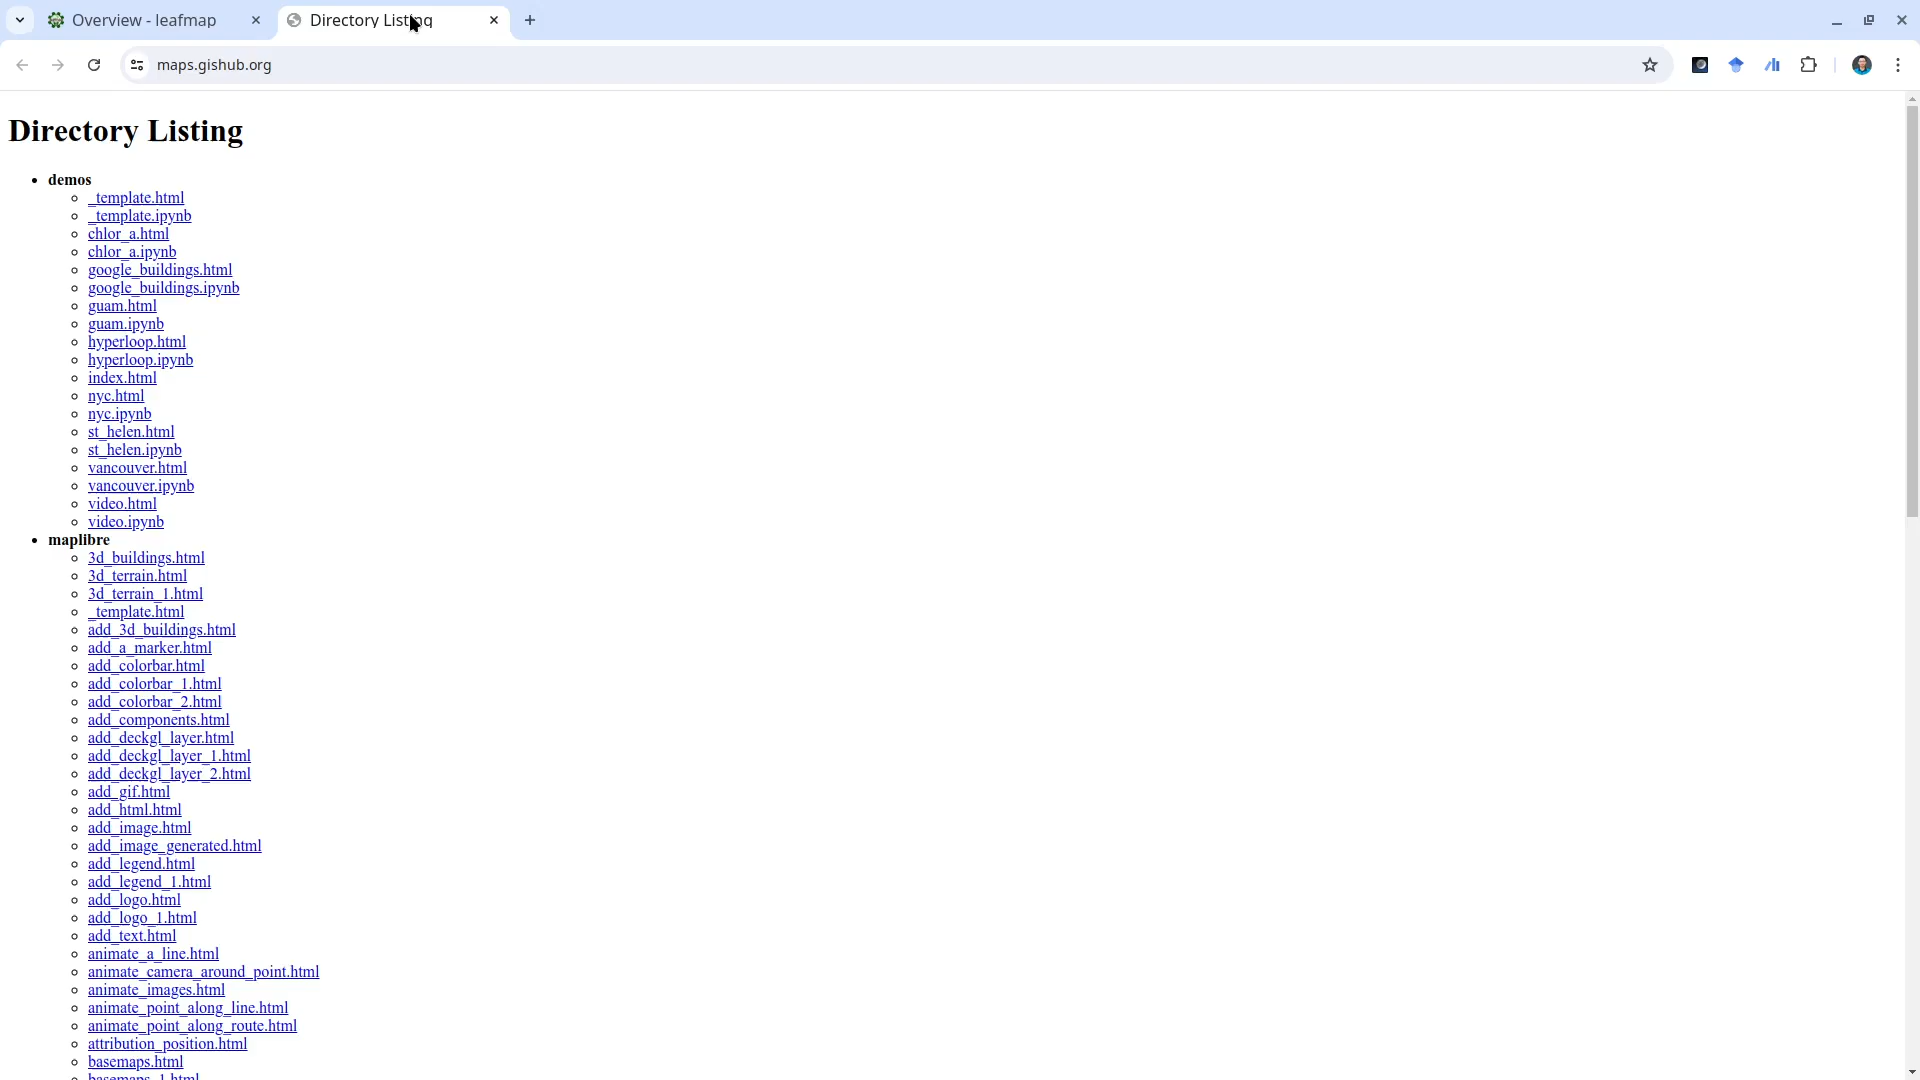 Overview - leafmap
Directory Listing
maps.gishub.org
Directory Listing
demos
_template.html
_template.ipynb
chlor_a.html
chlor_a.ipynb
google_buildings.html
google_buildings.ipynb
guam.html
guam.ipynb
hyperloop.html
hyperloop.ipynb
index.html
nyc.html
nyc.ipynb
st_helen.html
st_helen.ipynb
vancouver.html
vancouver.ipynb
video.html
video.ipynb
maplibre
3d_buildings.html
3d_terrain.html
3d_terrain_1.html
_template.html
add_3d_buildings.html
add_a_marker.html
add_colorbar.html
add_colorbar_1.html
add_colorbar_2.html
add_components.html
add_deckgl_layer.html
add_deckgl_layer_1.html
add_deckgl_layer_2.html
add_gif.html
add_html.html
add_image.html
add_image_generated.html
add_legend.html
add_legend_1.html
add_logo.html
add_logo_1.html
add_text.html
animate_a_line.html
animate_camera_around_point.html
animate_images.html
animate_point_along_line.html
animate_point_along_route.html
attribution_position.html
basemaps.html
basemaps_1.html